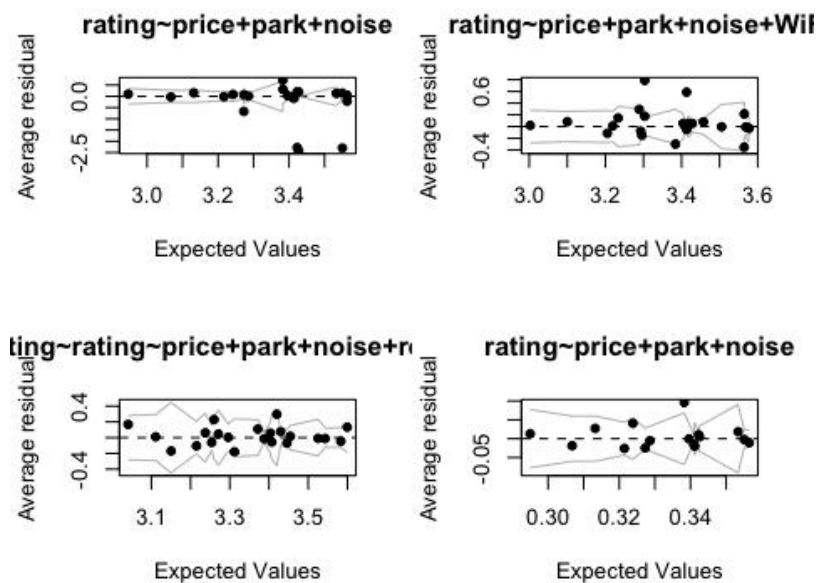 rating~price+park+noise
Average residual
0.0
-2.5
3.0 3.2 3.4
Expected Values
rating~price+park+noise+WiF
Average residual
0.6
-0.4
3.0 3.2 3.4 3.6
Expected Values
ting~rating~price+park+noise+re
Average residual
0.4
-0.4
3.1 3.3 3.5
Expected Values
rating~price+park+noise
Average residual
-0.05
0.30 0.32 0.34
Expected Values